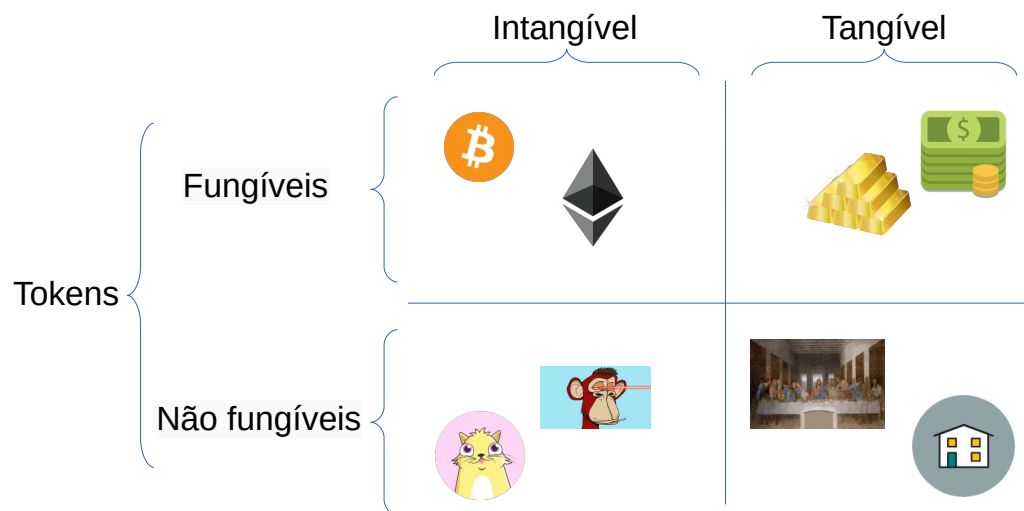 Intangível
Tangível
Fungíveis
Tokens
Não fungíveis